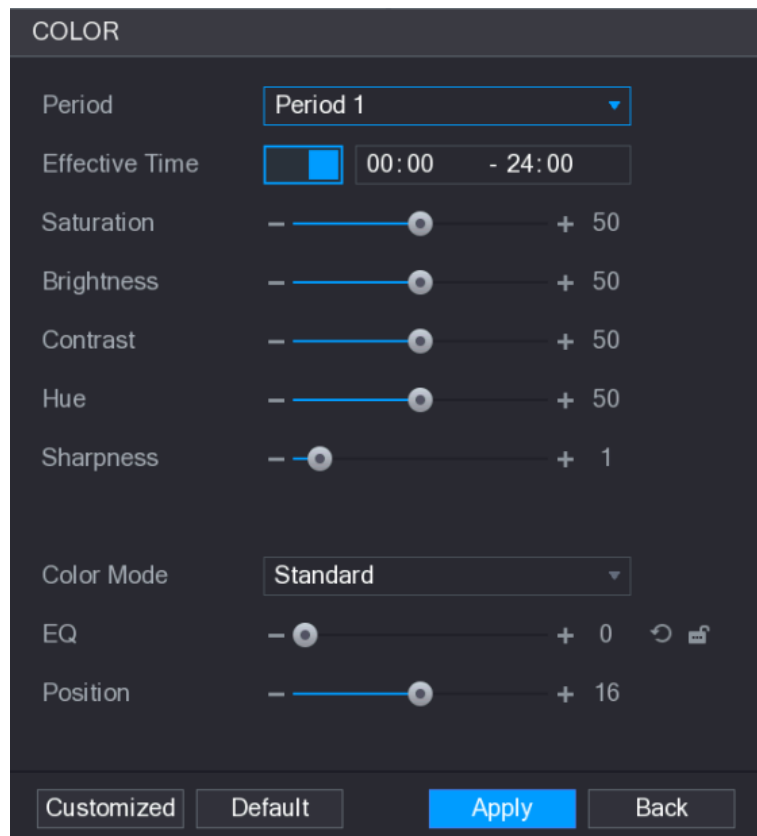 COLOR
Period Period 1
Effective Time 00:00 - 24:00
Saturation 50
Brightness 50
Contrast 50
Hue 50
Sharpness 1
Color Mode Standard
EQ 0
Position 16
Customized Default Apply Back